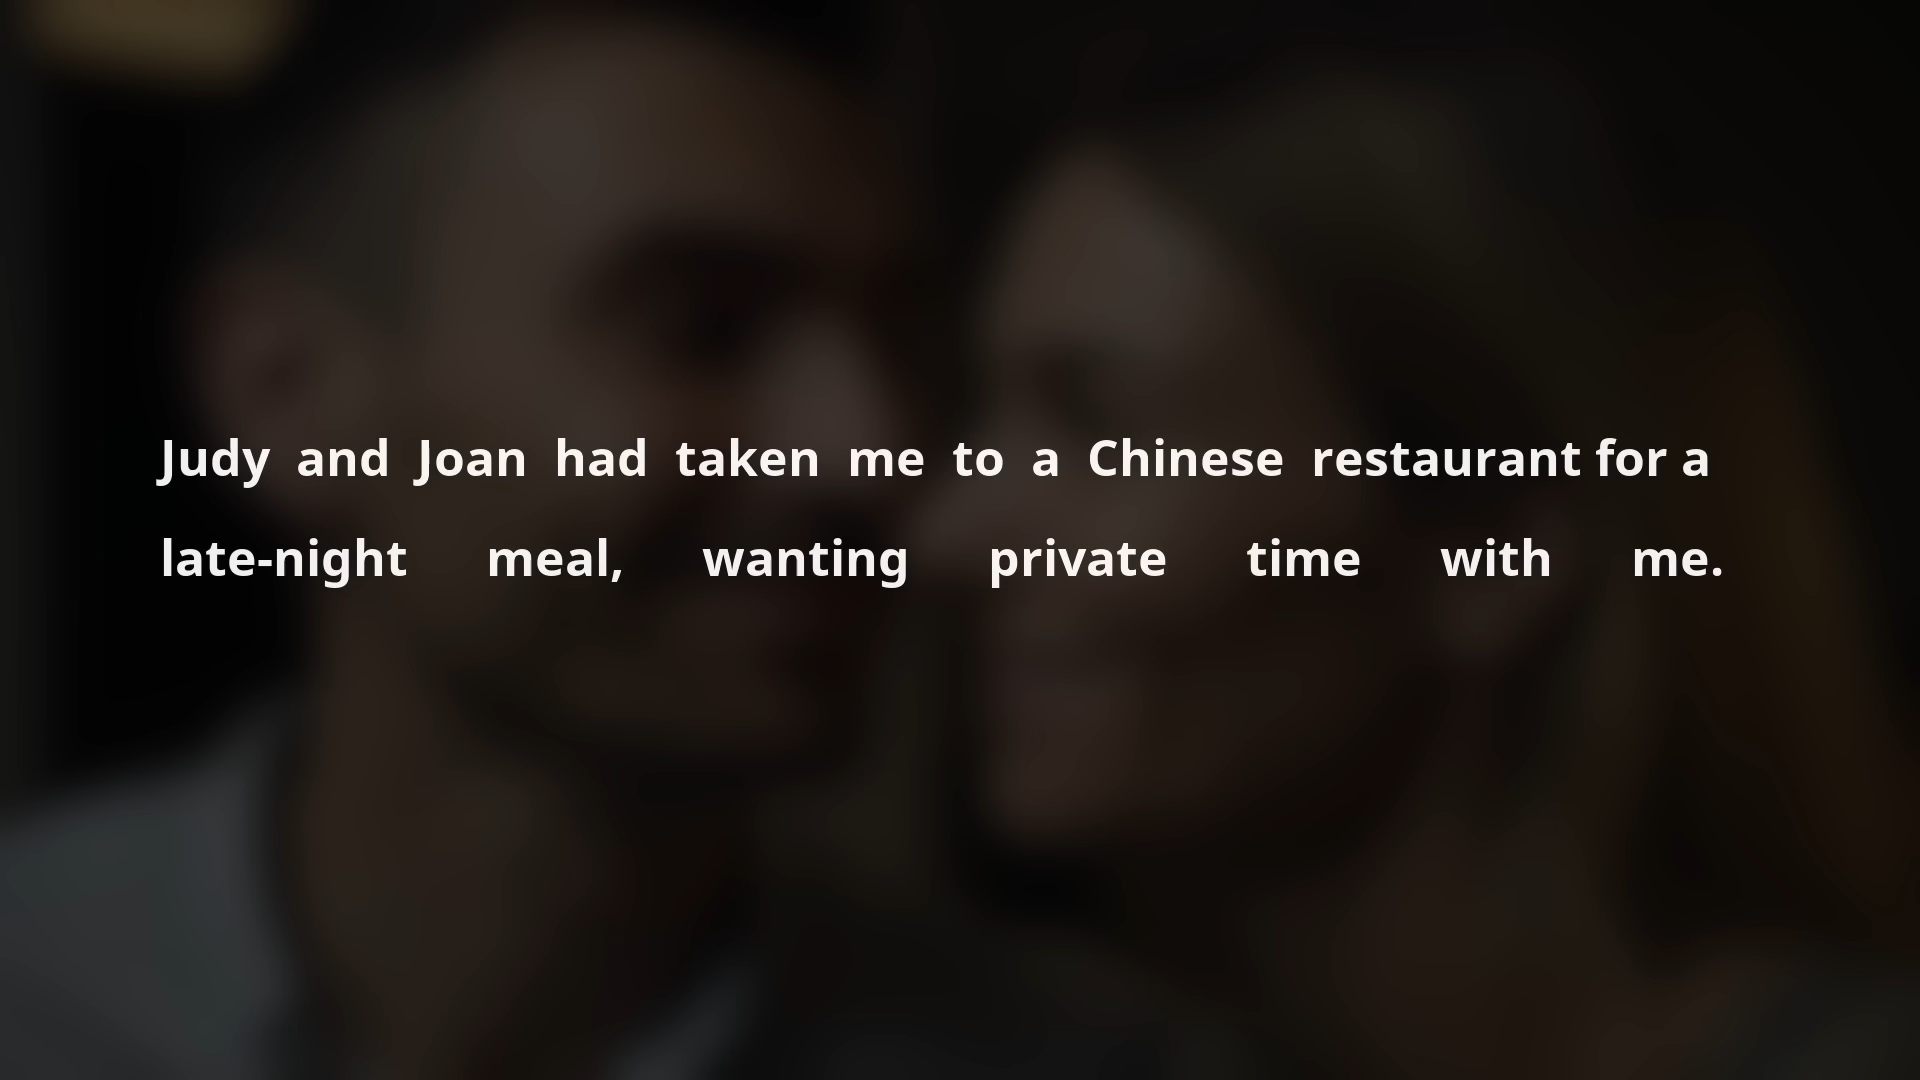 Judy and Joan had taken me to a Chinese restaurant for a
late-night meal, wanting private time with me.